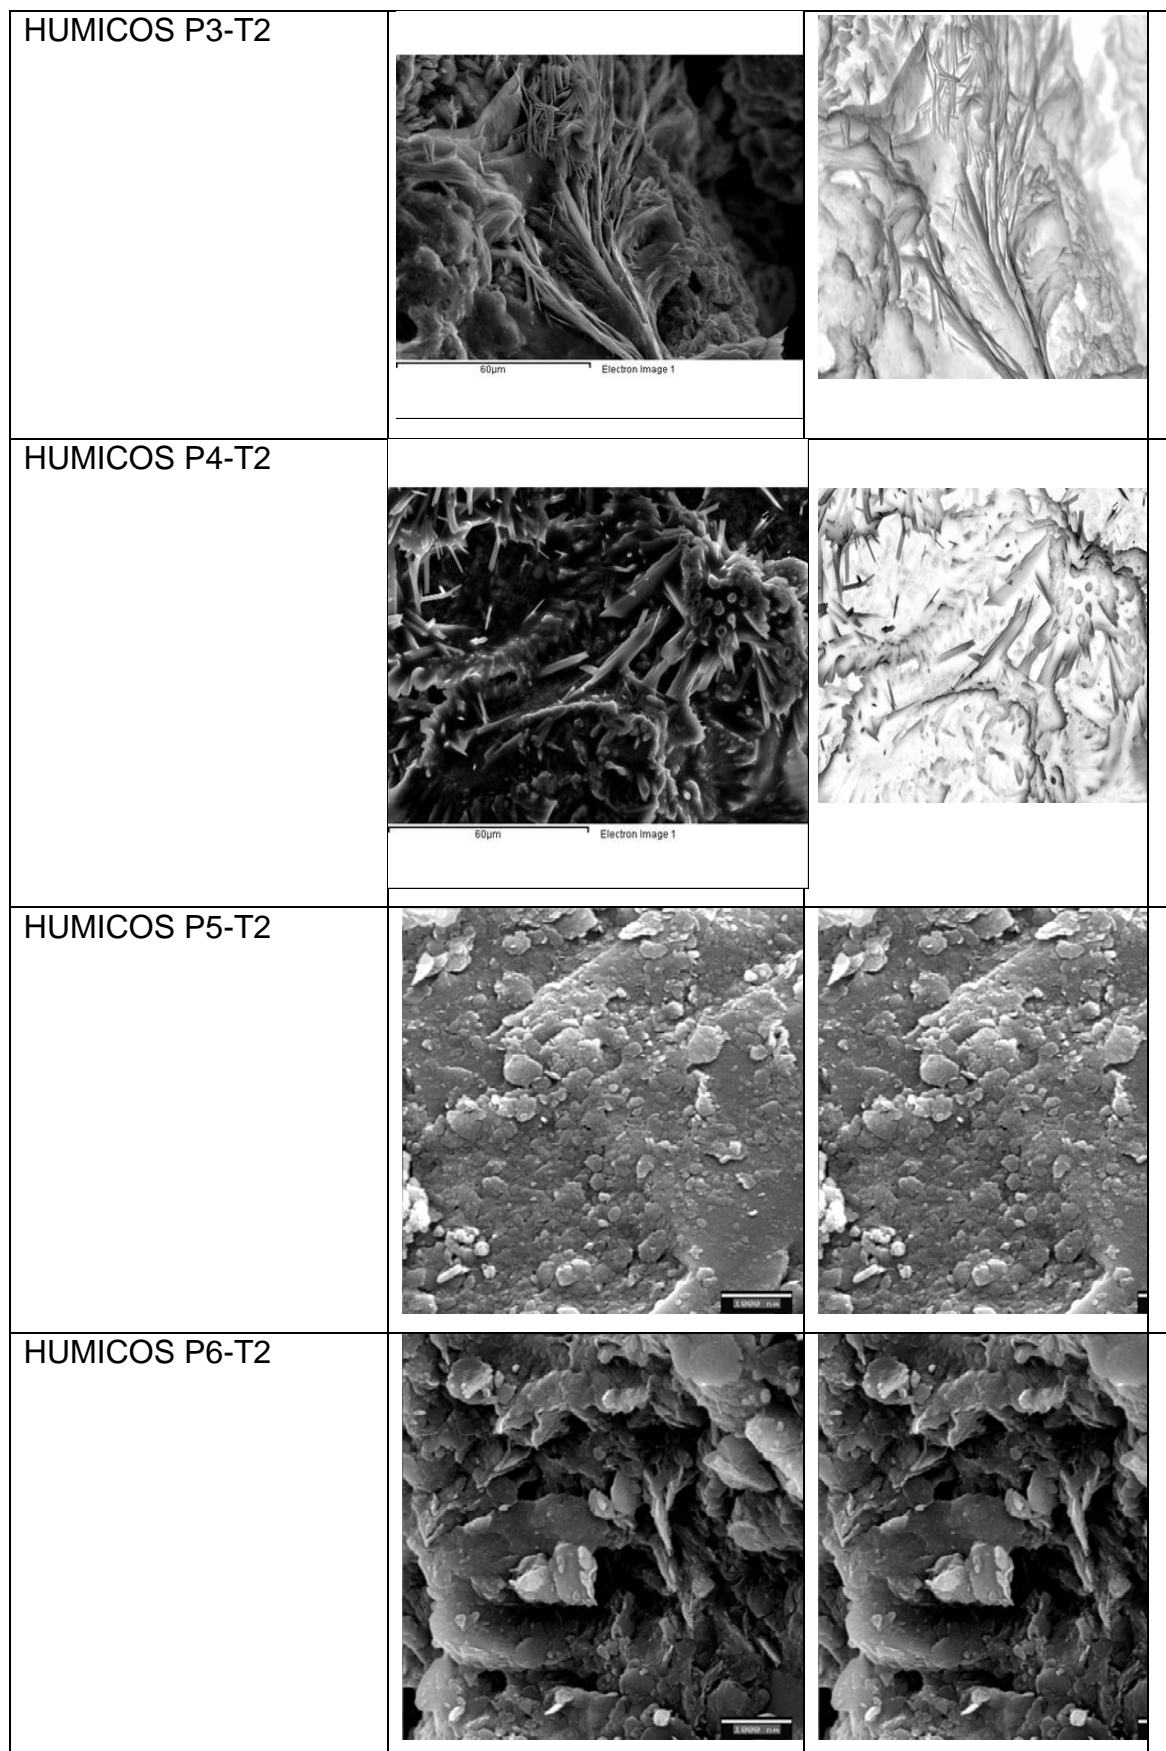 HUMICOS P3-T2
60µm
Electron Image 1
HUMICOS P4-T2
60µm
Electron Image 1
HUMICOS P5-T2
1000 nm
HUMICOS P6-T2
1000 nm